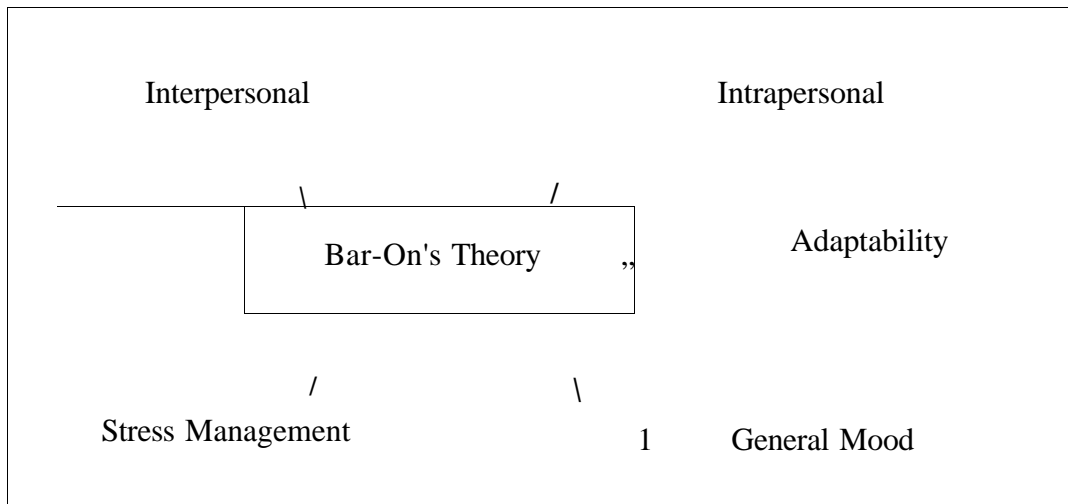 Interpersonal Intrapersonal
\ /
Bar-On's Theory ,, Adaptability
/ \
Stress Management 1 General Mood